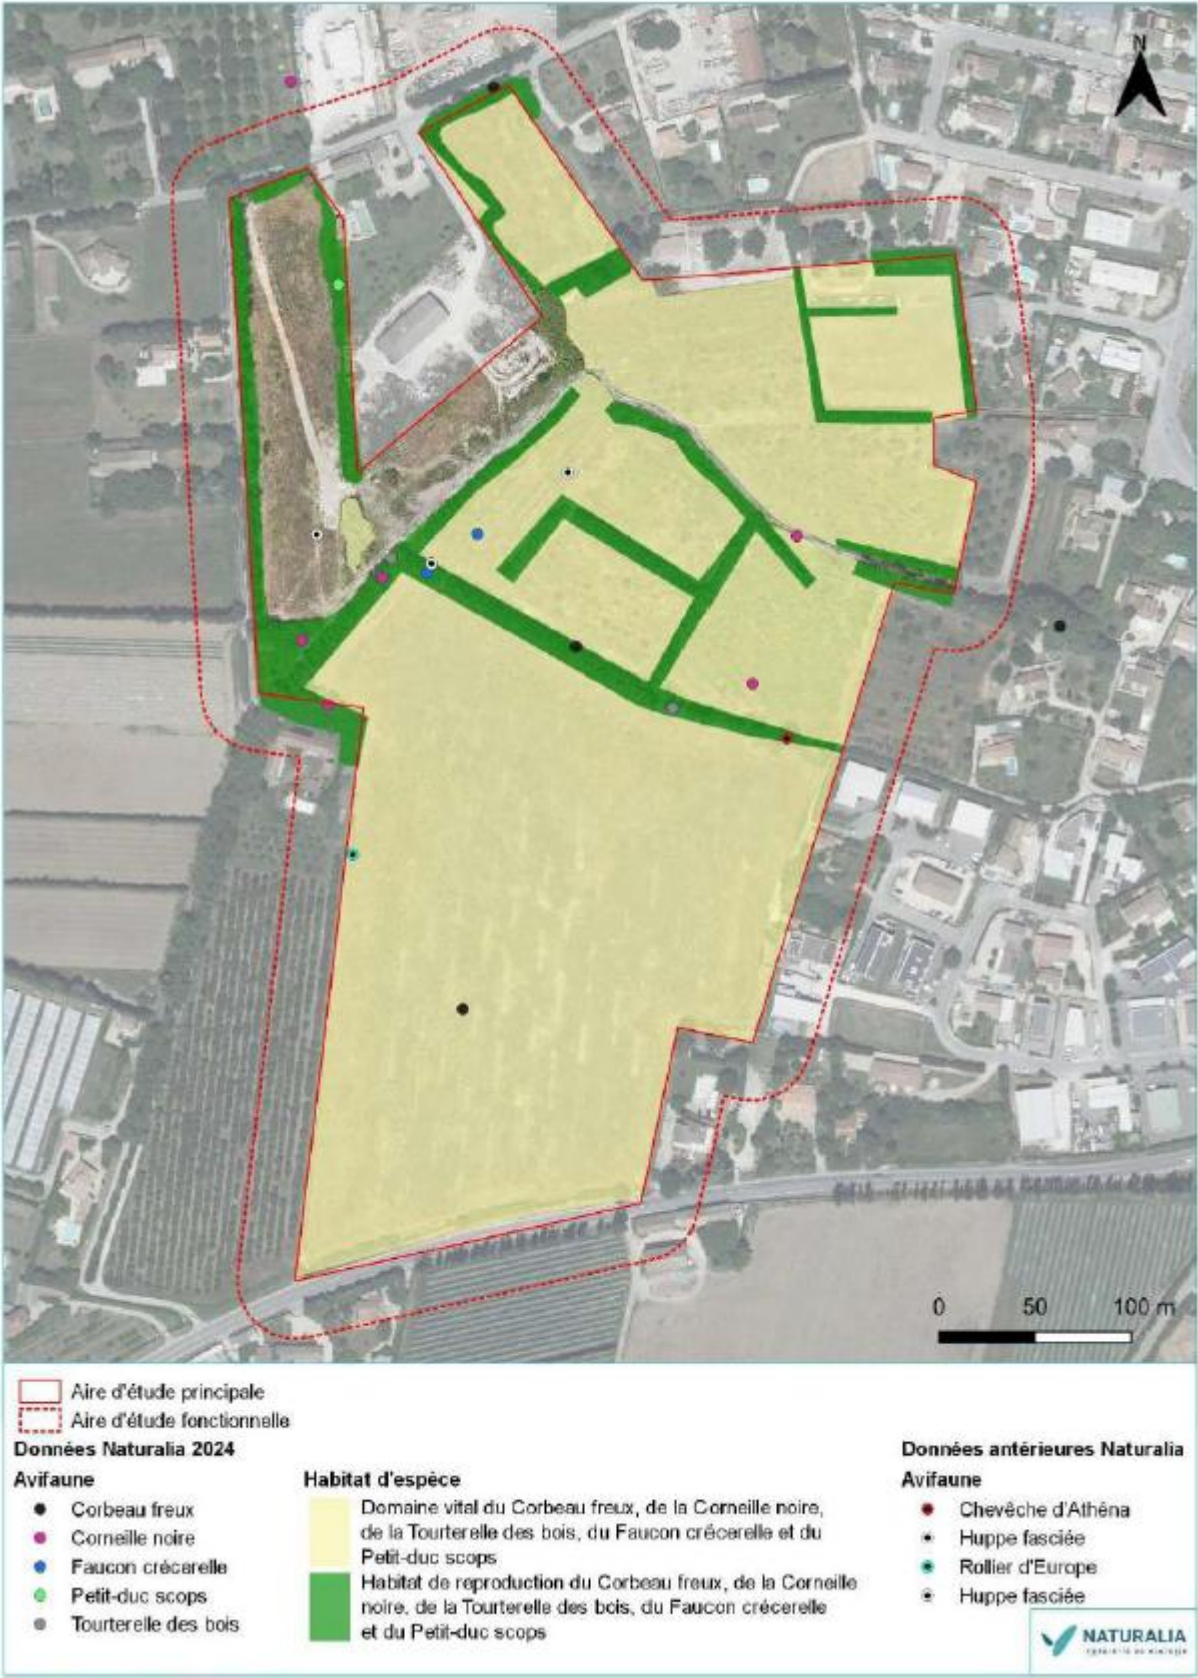 N
0 50 100 m
Aire d'étude principale
Aire d'étude fonctionnelle
Données Naturalia 2024
Avifaune
Corbeau freux
Corneille noire
Faucon crécerelle
Petit-duc scops
Tourterelle des bois
Habitat d'espèce
Domaine vital du Corbeau freux, de la Corneille noire,
de la Tourterelle des bois, du Faucon crécerelle et du
Petit-duc scops
Habitat de reproduction du Corbeau freux, de la Corneille
noire, de la Tourterelle des bois, du Faucon crécerelle
et du Petit-duc scops
Données antérieures Naturalia
Avifaune
Chevêche d'Athéna
Huppe fasciée
Rollier d'Europe
Huppe fasciée
NATURALIA